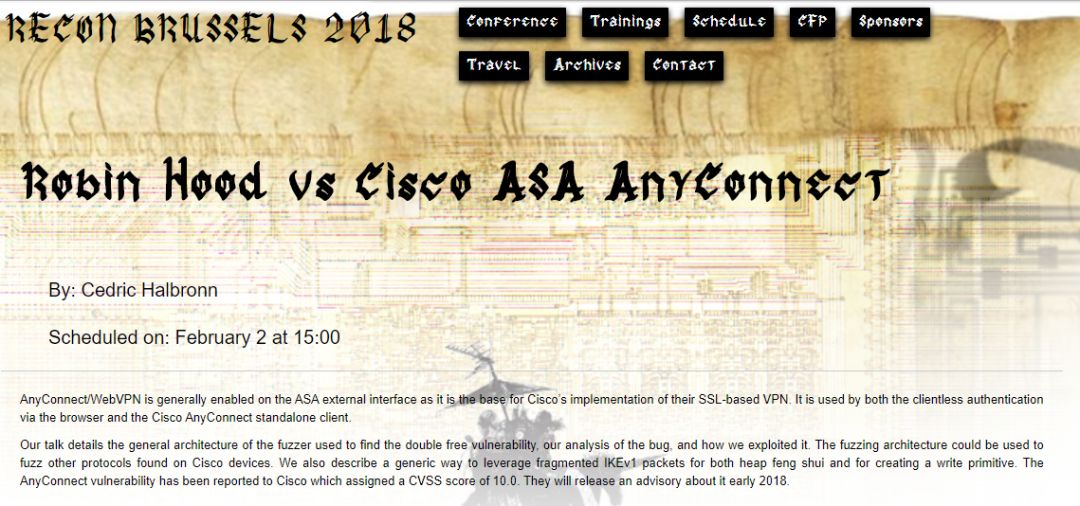 RECON BRUSSELS 2018
Conference Trainings Schedule CFP Sponsors
Travel Archives Contact
Robin Hood vs Cisco ASA AnyConnect
By: Cedric Halbronn
Scheduled on: February 2 at 15:00
AnyConnect/WebVPN is generally enabled on the ASA external interface as it is the base for Cisco's implementation of their SSL-based VPN. It is used by both the clientless authentication
via the browser and the Cisco AnyConnect standalone client.
Our talk details the general architecture of the fuzzer used to find the double free vulnerability, our analysis of the bug, and how we exploited it. The fuzzing architecture could be used to
fuzz other protocols found on Cisco devices. We also describe a generic way to leverage fragmented IKEv1 packets for both heap feng shui and for creating a write primitive. The
AnyConnect vulnerability has been reported to Cisco which assigned a CVSS score of 10.0. They will release an advisory about it early 2018.